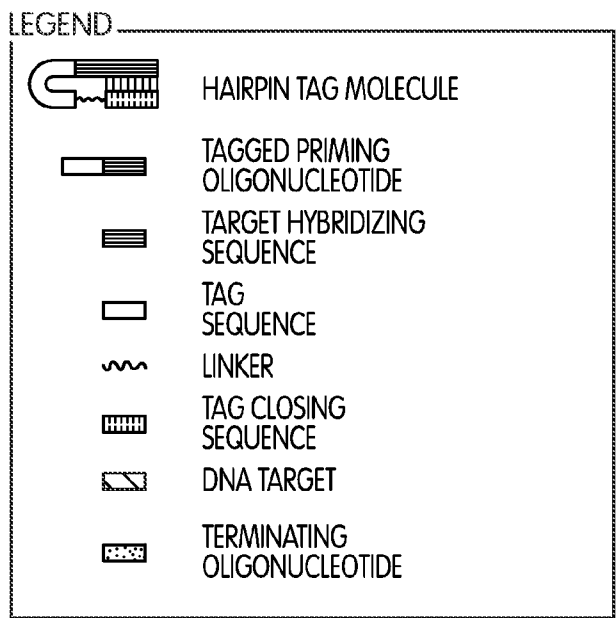 LEGEND
HAIRPIN TAG MOLECULE
TAGGED PRIMING
OLIGONUCLEOTIDE
TARGET HYBRIDIZING
SEQUENCE
TAG
SEQUENCE
LINKER
TAG CLOSING
SEQUENCE
DNA TARGET
TERMINATING
OLIGONUCLEOTIDE